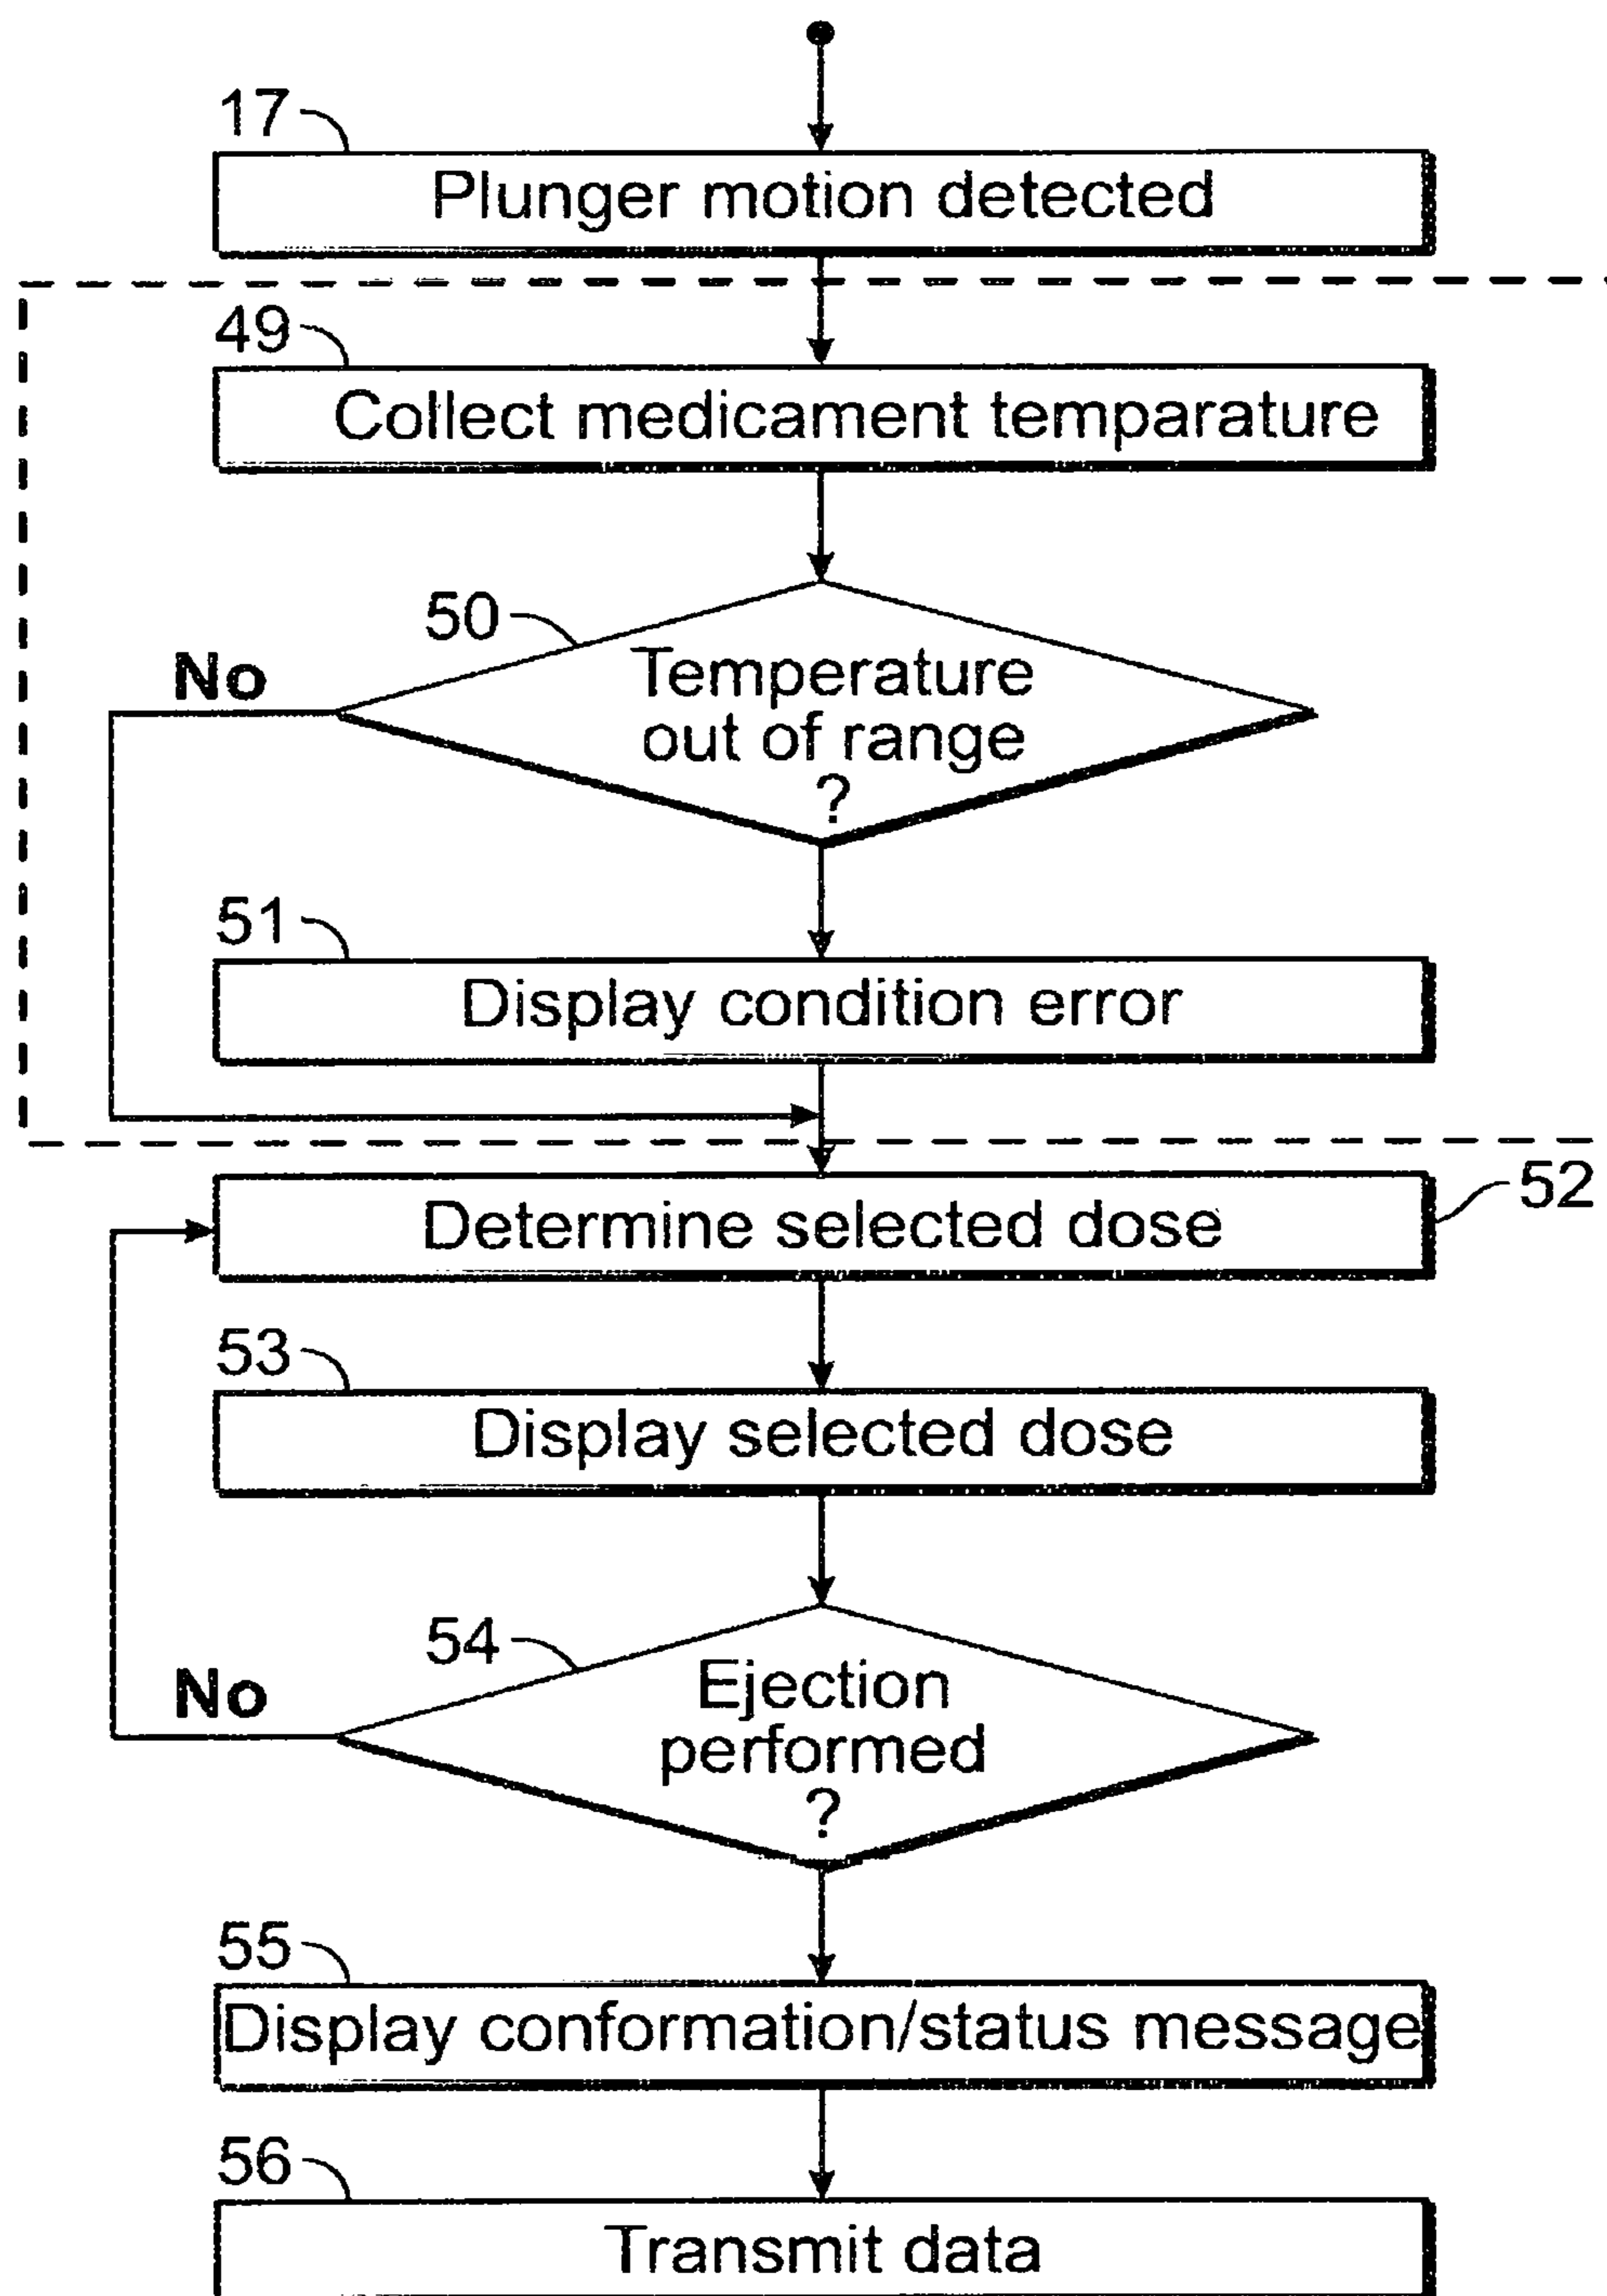 17
Plunger motion detected
49
Collect medicament temparature
50
No
Temperature
out of range
?
51
Display condition error
Determine selected dose
52
53
Display selected dose
54
No
Ejection
performed
?
55
Display conformation/status message
56
Transmit data